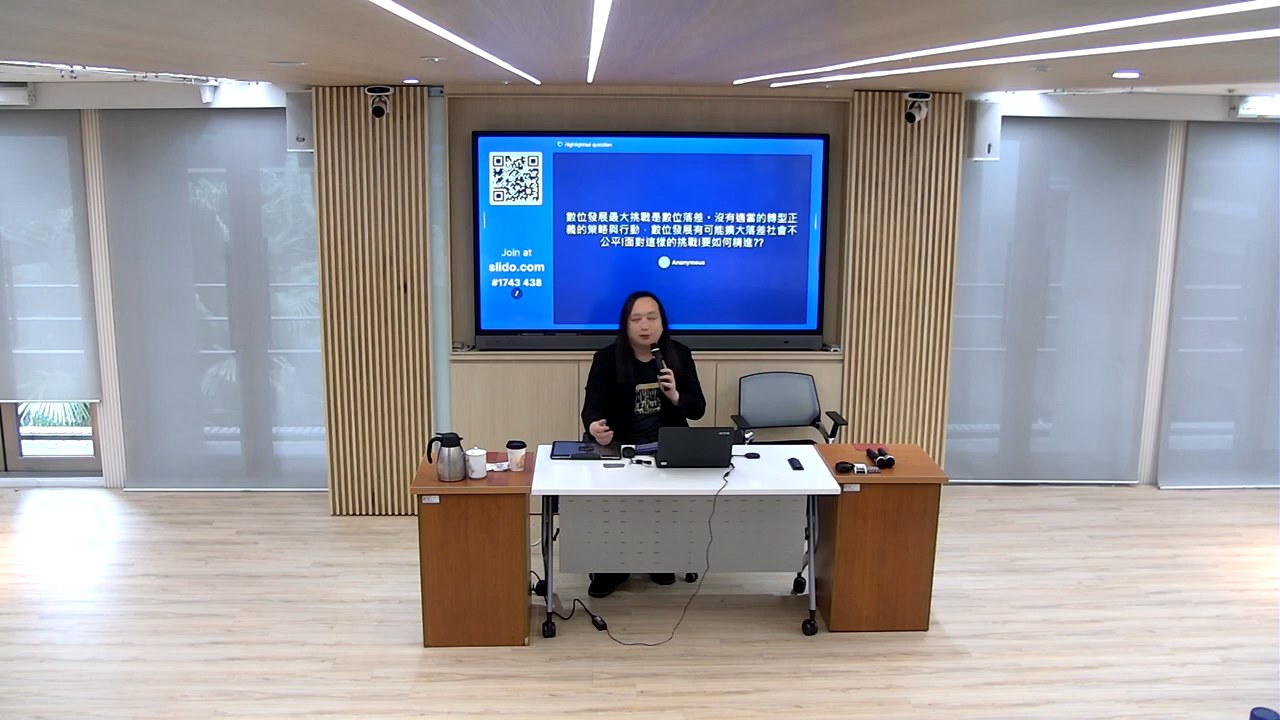 Highlighted question
數位發展最大挑戰是數位落差，沒有適當的轉型正
義的策略與行動，數位發展有可能擴大落差社會不
公平!面對這樣的挑戰!要如何精進??
Anonymous
Join at
slido.com
#1743 438